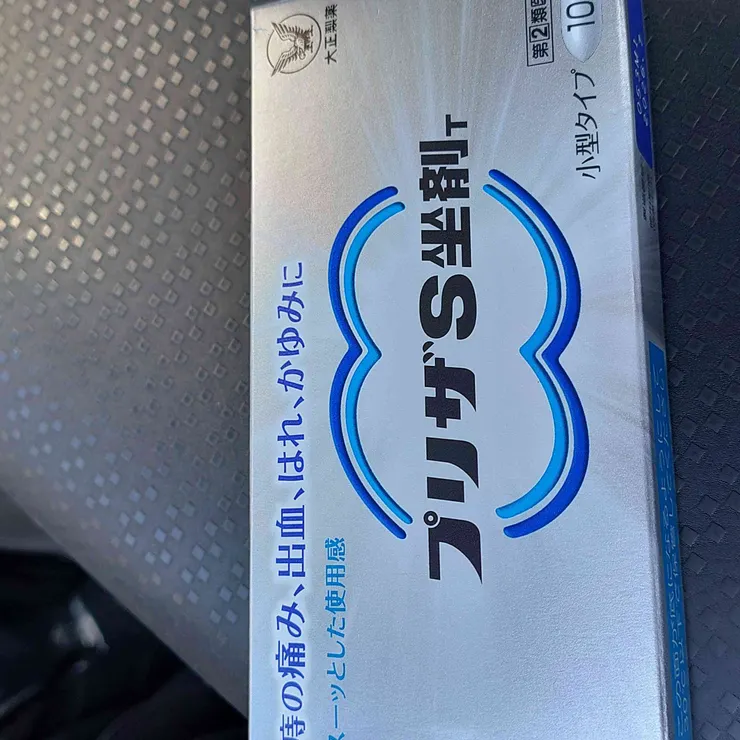 大正製薬
第②類医
10
痔の痛み、出血、はれ、かゆみに
スーッとした使用感
プリザS坐剤T
小型タイプ